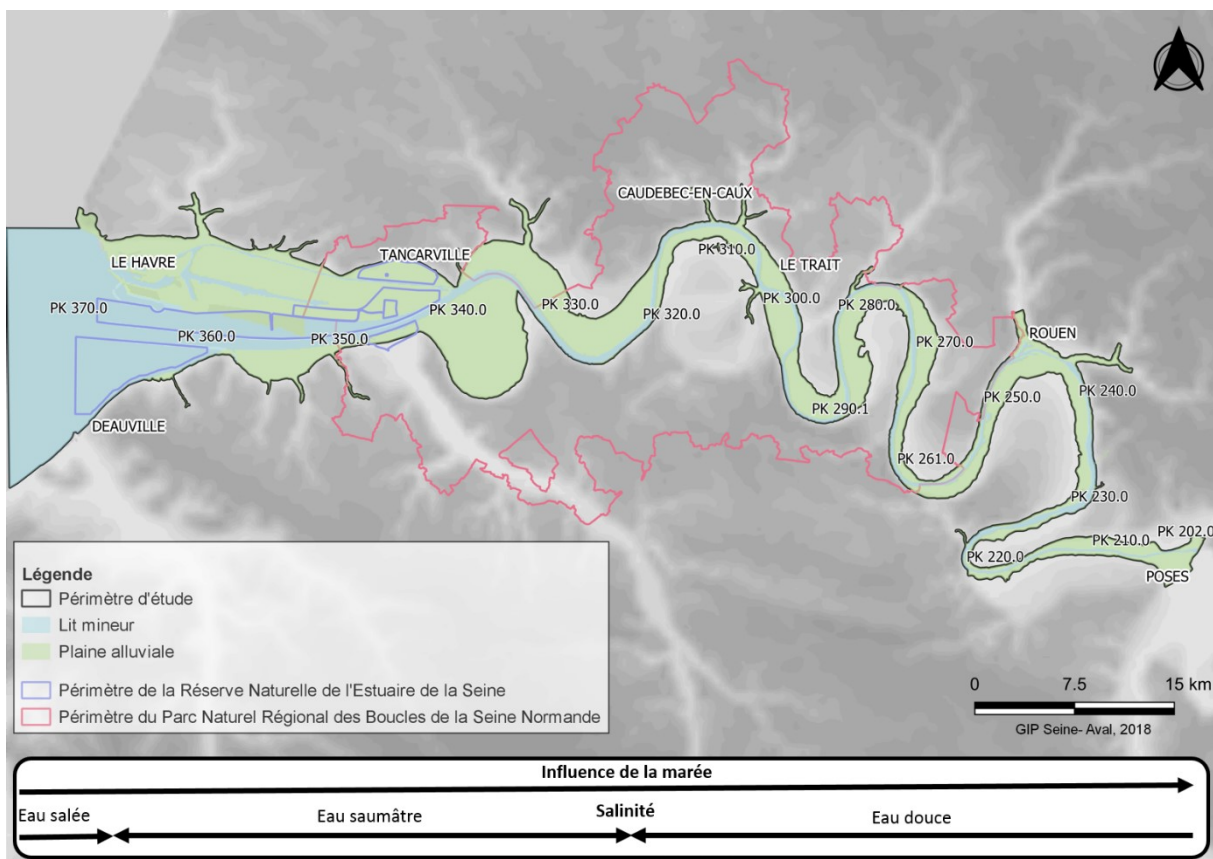 CAUDEBEC-EN-CAUX
LE HAVRE
TANCARVILLE
PK 310.0
LE TRAIT
PK 370.0
PK 340.0
PK 330.0
PK 320.0
PK 300.0
PK 280.0
PK 360.0
PK 350.0
PK 270.0
ROUEN
PK 240.0
PK 250.0
PK 290.1
DEAUVILLE
PK 261.0
PK 230.0
PK 220.0
PK 210.0
PK 202.0
POSES
Légende
Périmètre d'étude
Lit mineur
Plaine alluviale
Périmètre de la Réserve Naturelle de l'Estuaire de la Seine
Périmètre du Parc Naturel Régional des Boucles de la Seine Normande
0 7.5 15 km
GIP Seine- Aval, 2018
Influence de la marée
Salinité
Eau salée Eau saumâtre Eau douce